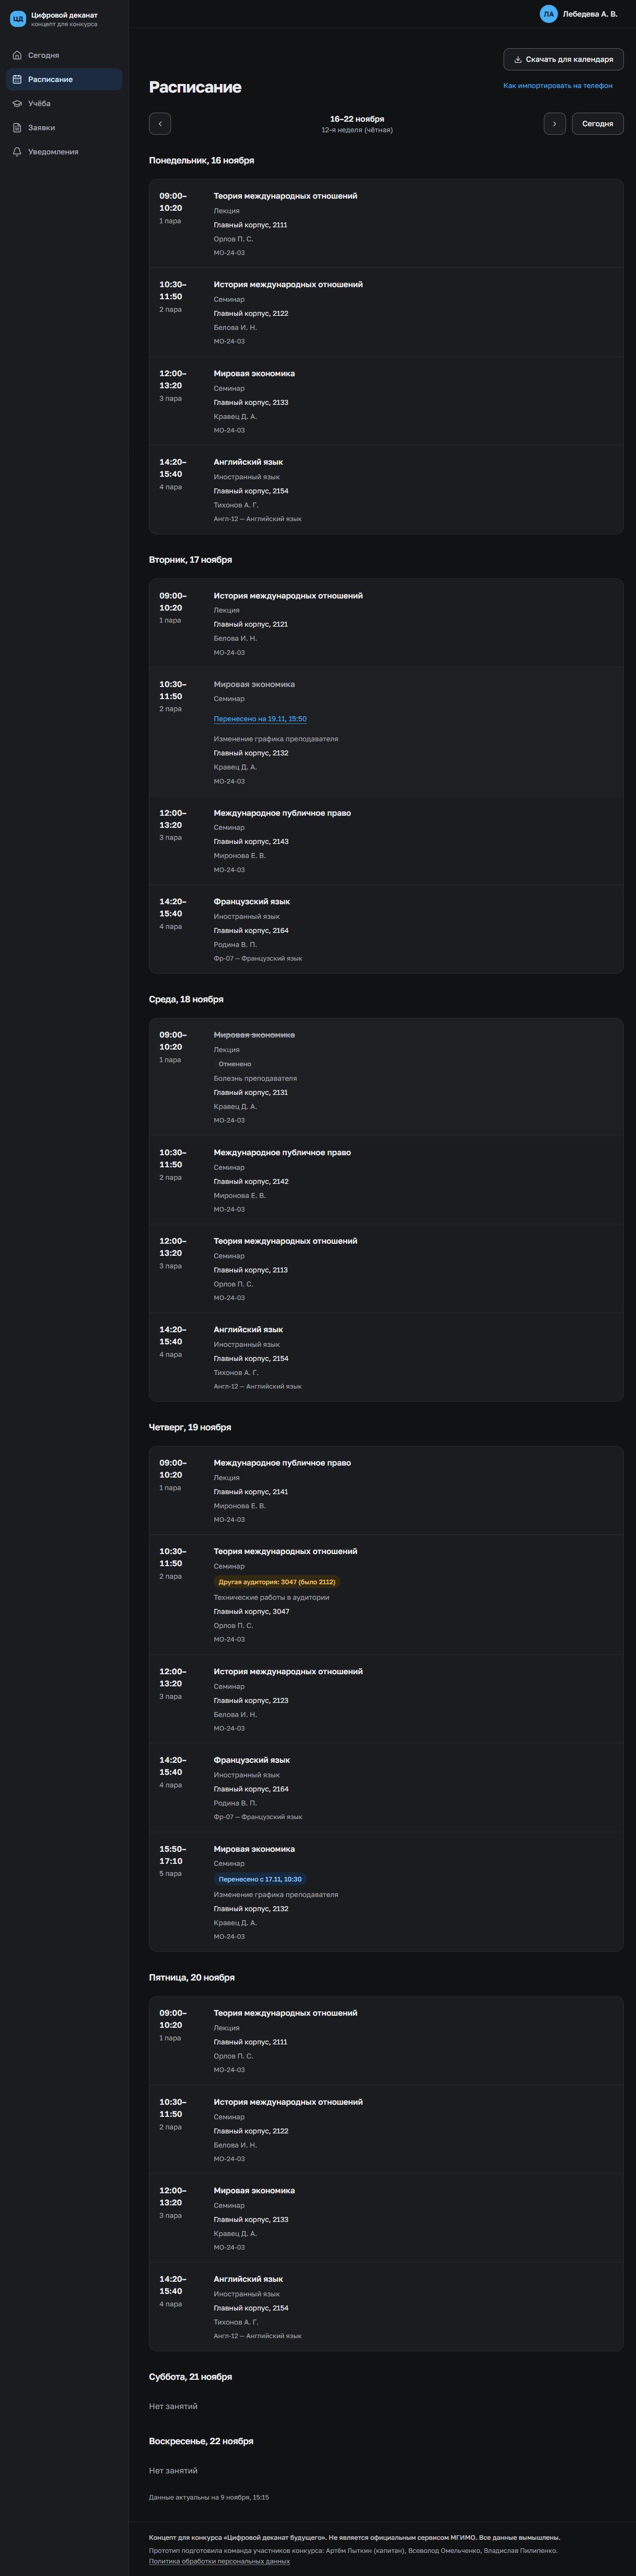 ЦД
Цифровой деканат
концепт для конкурса
Сегодня
Расписание
Учёба
Заявки
Уведомления
ЛА
Лебедева А. В.
Скачать для календаря
Расписание
Как импортировать на телефон
16–22 ноября
12-я неделя (чётная)
Сегодня
Понедельник, 16 ноября
09:00–
10:20
1 пара
Теория международных отношений
Лекция
Главный корпус, 2111
Орлов П. С.
МО-24-03
10:30–
11:50
2 пара
История международных отношений
Семинар
Главный корпус, 2122
Белова И. Н.
МО-24-03
12:00–
13:20
3 пара
Мировая экономика
Семинар
Главный корпус, 2133
Кравец Д. А.
МО-24-03
14:20–
15:40
4 пара
Английский язык
Иностранный язык
Главный корпус, 2154
Тихонов А. Г.
Англ-12 — Английский язык
Вторник, 17 ноября
09:00–
10:20
1 пара
История международных отношений
Лекция
Главный корпус, 2121
Белова И. Н.
МО-24-03
10:30–
11:50
2 пара
Мировая экономика
Семинар
Перенесено на 19.11, 15:50
Изменение графика преподавателя
Главный корпус, 2132
Кравец Д. А.
МО-24-03
12:00–
13:20
3 пара
Международное публичное право
Семинар
Главный корпус, 2143
Миронова Е. В.
МО-24-03
14:20–
15:40
4 пара
Французский язык
Иностранный язык
Главный корпус, 2164
Родина В. П.
Фр-07 — Французский язык
Среда, 18 ноября
09:00–
10:20
1 пара
Мировая экономика
Лекция
Отменено
Болезнь преподавателя
Главный корпус, 2131
Кравец Д. А.
МО-24-03
10:30–
11:50
2 пара
Международное публичное право
Семинар
Главный корпус, 2142
Миронова Е. В.
МО-24-03
12:00–
13:20
3 пара
Теория международных отношений
Семинар
Главный корпус, 2113
Орлов П. С.
МО-24-03
14:20–
15:40
4 пара
Английский язык
Иностранный язык
Главный корпус, 2154
Тихонов А. Г.
Англ-12 — Английский язык
Четверг, 19 ноября
09:00–
10:20
1 пара
Международное публичное право
Лекция
Главный корпус, 2141
Миронова Е. В.
МО-24-03
10:30–
11:50
2 пара
Теория международных отношений
Семинар
Другая аудитория: 3047 (было 2112)
Технические работы в аудитории
Главный корпус, 3047
Орлов П. С.
МО-24-03
12:00–
13:20
3 пара
История международных отношений
Семинар
Главный корпус, 2123
Белова И. Н.
МО-24-03
14:20–
15:40
4 пара
Французский язык
Иностранный язык
Главный корпус, 2164
Родина В. П.
Фр-07 — Французский язык
15:50–
17:10
5 пара
Мировая экономика
Семинар
Перенесено с 17.11, 10:30
Изменение графика преподавателя
Главный корпус, 2132
Кравец Д. А.
МО-24-03
Пятница, 20 ноября
09:00–
10:20
1 пара
Теория международных отношений
Лекция
Главный корпус, 2111
Орлов П. С.
МО-24-03
10:30–
11:50
2 пара
История международных отношений
Семинар
Главный корпус, 2122
Белова И. Н.
МО-24-03
12:00–
13:20
3 пара
Мировая экономика
Семинар
Главный корпус, 2133
Кравец Д. А.
МО-24-03
14:20–
15:40
4 пара
Английский язык
Иностранный язык
Главный корпус, 2154
Тихонов А. Г.
Англ-12 — Английский язык
Суббота, 21 ноября
Нет занятий
Воскресенье, 22 ноября
Нет занятий
Данные актуальны на 9 ноября, 15:15
Концепт для конкурса «Цифровой деканат будущего». Не является официальным сервисом МГИМО. Все данные вымышлены.
Прототип подготовила команда участников конкурса: Артём Лыткин (капитан), Всеволод Омельченко, Владислав Пилипенко.
Политика обработки персональных данных